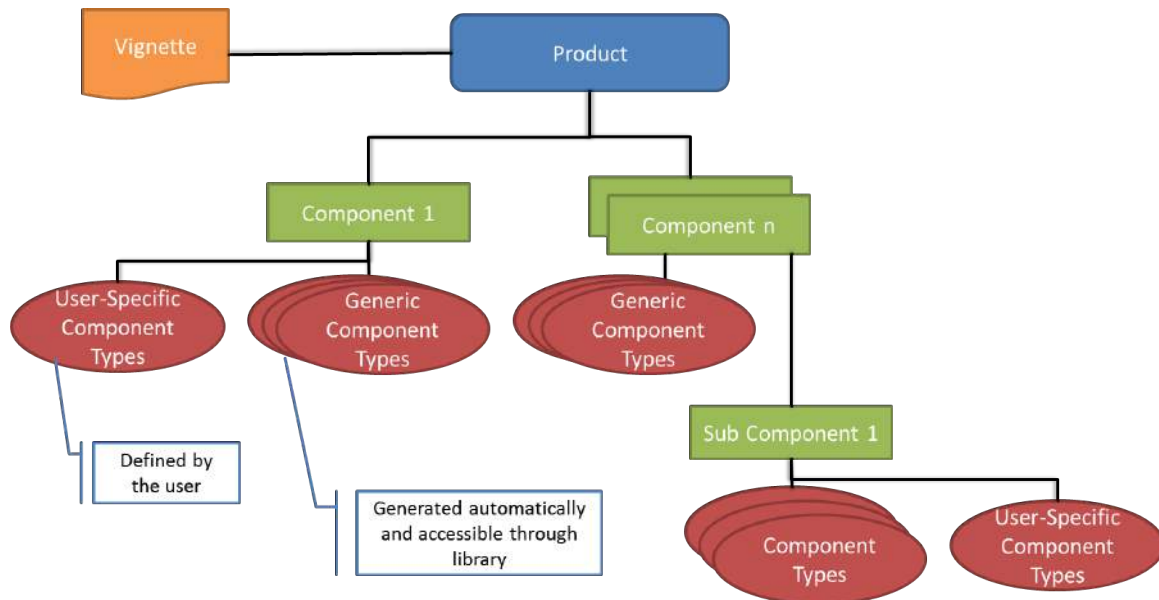 Vignette
Product
Component 1
Component n
User-Specific
Component
Types
Generic
Component
Types
Generic
Component
Types
Defined by
the user
Generated automatically
and accessible through
library
Sub Component 1
Component
Types
User-Specific
Component
Types